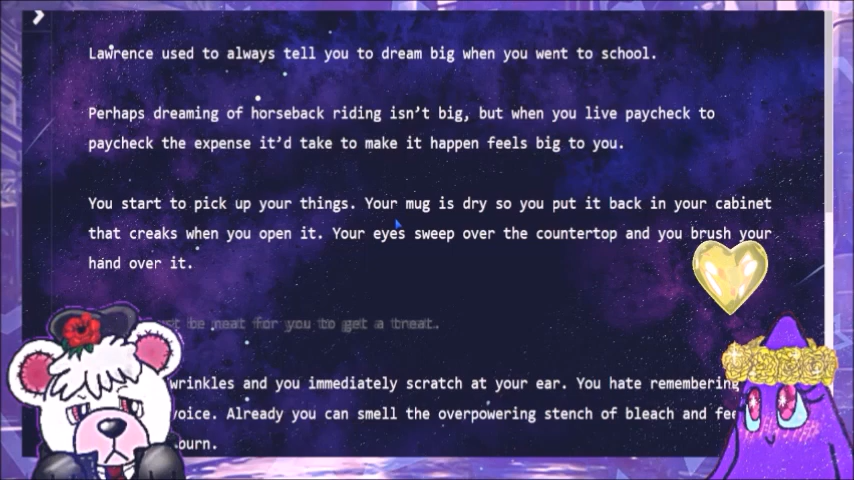 Lawrence used to always tell you to dream big when you went to school.
Perhaps dreaming of horseback riding isn't big, but when you live paycheck to
paycheck the expense it'd take to make it happen feels big to you.
You start to pick up your things. Your mug is dry so you put it back in your cabinet
that creaks when you open it. Your eyes sweep over the countertop and you brush your
hand over it.
be neat for you to get a treat.
wrinkles and you immediately scratch at your ear. You hate remembering
voice. Already you can smell the overpowering stench of bleach and